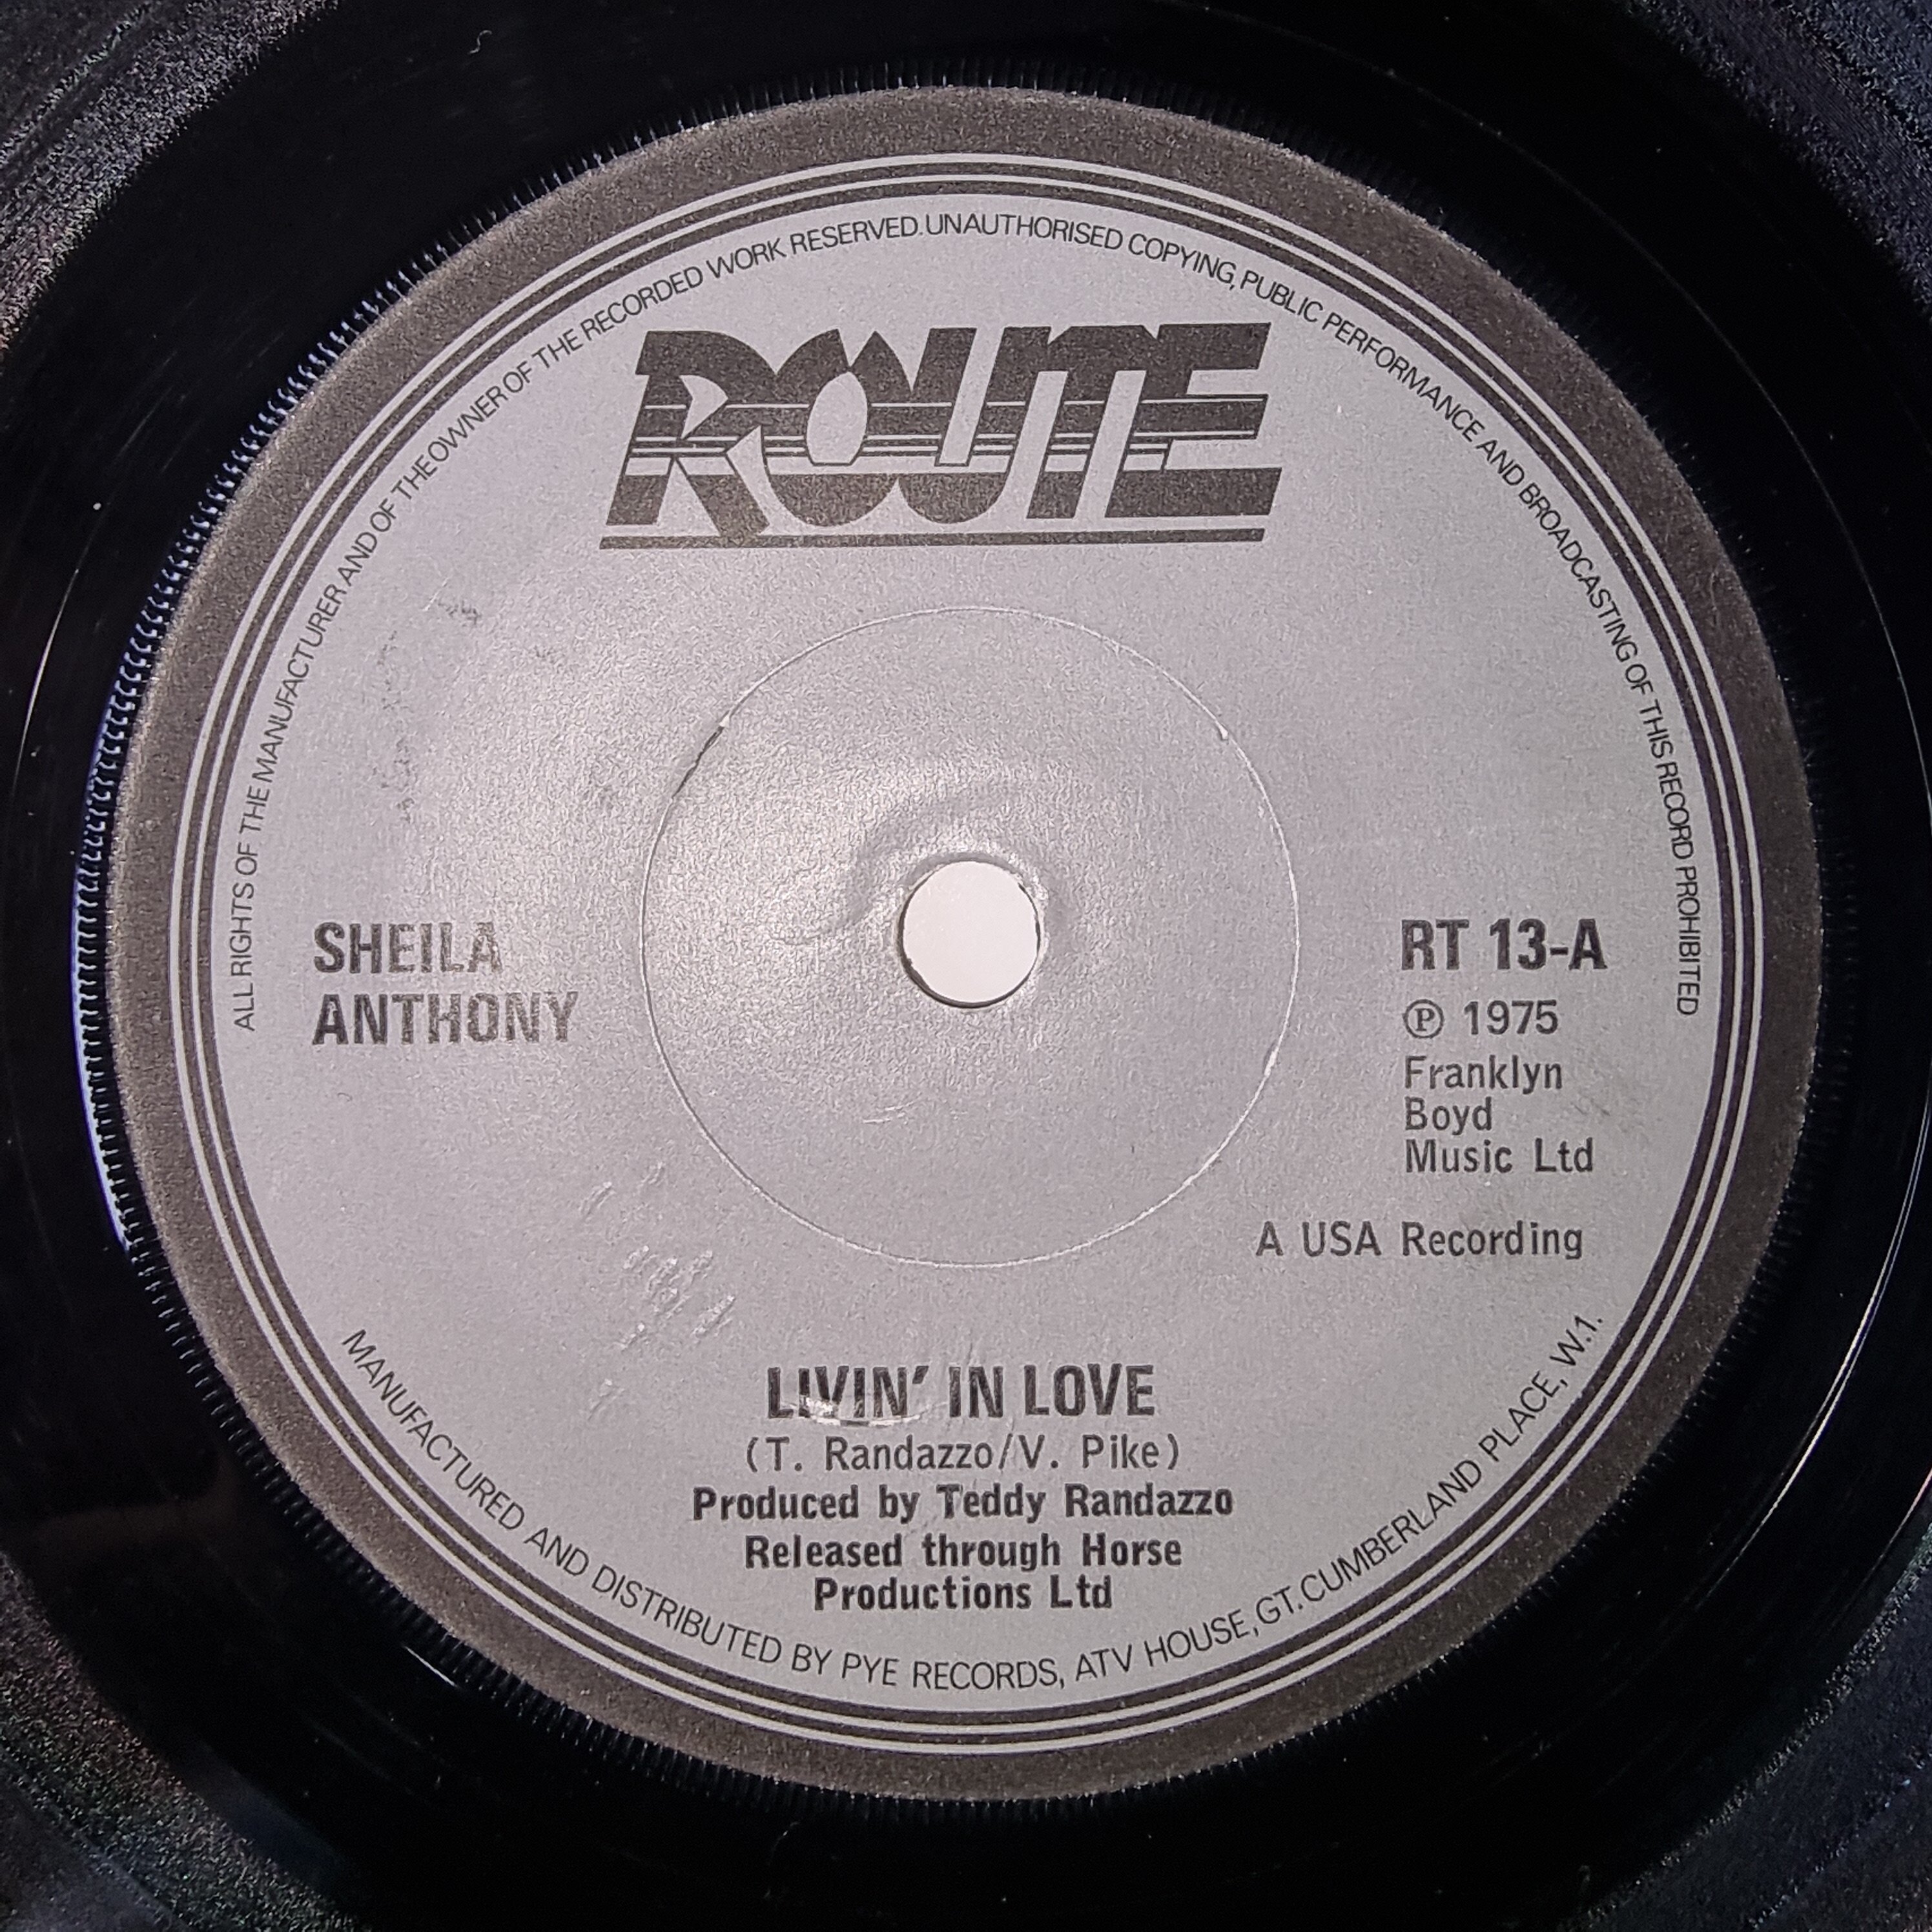 ALL RIGHTS OF THE MANUFACTURER AND OF THE OWNER OF THE RECORDED WORK RESERVED. UNAUTHORISED COPYING, PUBLIC PERFORMANCE AND BROADCASTING OF THIS RECORD PROHIBITED
ROUTE
SHEILA
ANTHONY
RT 13-A
℗ 1975
Franklyn
Boyd
Music Ltd
A USA Recording
LIVIN' IN LOVE
(T. Randazzo/V. Pike)
Produced by Teddy Randazzo
Released through Horse
Productions Ltd
MANUFACTURED AND DISTRIBUTED BY PYE RECORDS, ATV HOUSE, GT. CUMBERLAND PLACE, W.1.